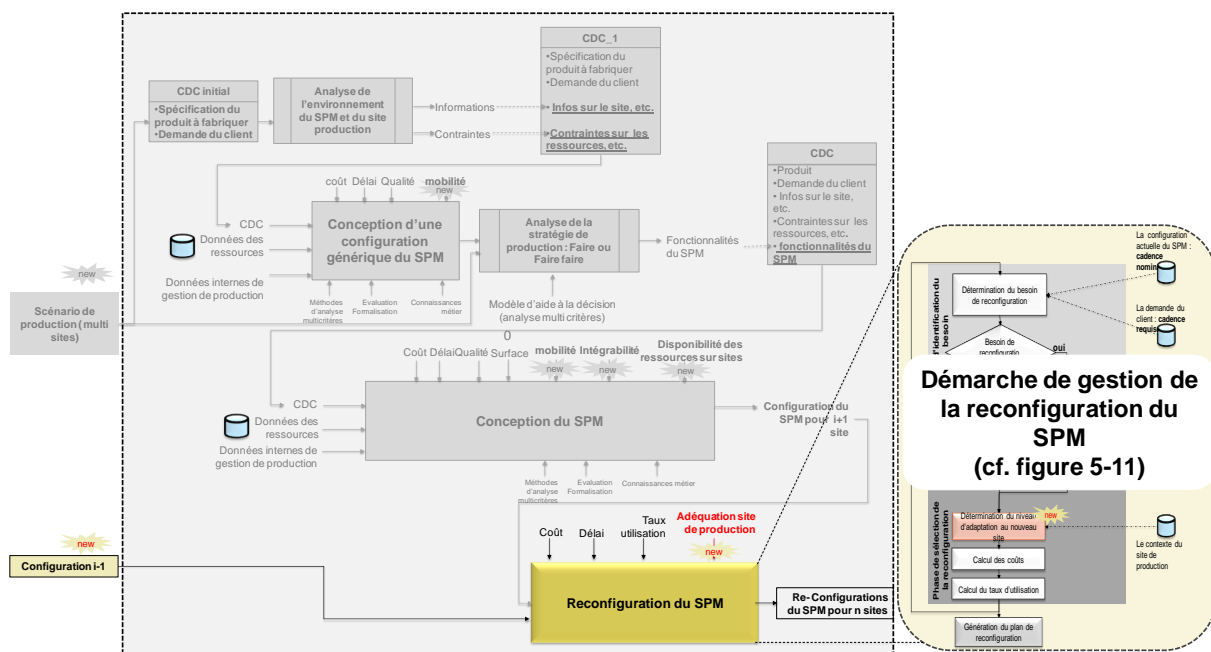 CDC initial
•Spécification du
produit à fabriquer
•Demande du client
Analyse de
l'environnement
du SPM et du site
production
Informations
Contraintes
CDC_1
•Spécification du
produit à fabriquer
•Demande du client
• Infos sur le site, etc.
•Contraintes sur les
ressources, etc.
CDC
•Produit
•Demande du client
• Infos sur le site,
etc.
•Contraintes sur les
ressources, etc.
• fonctionnalités du
SPM
coût
Délai
Qualité
mobilité
new
CDC
Données des
ressources
Données internes de
gestion de production
Conception d'une
configuration
générique du SPM
Méthodes
d'analyse
multicritères
Evaluation
Formalisation
Connaissances
métier
Analyse de la
stratégie de
production : Faire ou
Faire faire
Fonctionnalités
du SPM
Modèle d'aide à la décision
(analyse multi critères)
()
new
Scénario de
production ( multi
sites)
Coût
Délai
Qualité
Surface
mobilité
new
Intégrabilité
new
Disponibilité des
ressources sur sites
new
CDC
Données des
ressources
Données internes de
gestion de production
Conception du SPM
Configuration du
SPM pour i+1
site
Méthodes
d'analyse
multicritères
Evaluation
Formalisation
Connaissances métier
new
Configuration i-1
Coût
Délai
Taux
utilisation
Adéquation site
de production
new
Reconfiguration du SPM
Re-Configurations
du SPM pour n sites
La configuration
actuelle du SPM :
cadence
La demande du
client : cadence
Détermination du besoin
de reconfiguration
Besoin de
oui
Démarche de gestion de
la reconfiguration du
SPM
(cf. figure 5-11)
Phase de sélection de
la reconfiguration
Détermination du niveau
d'adaptation au nouveau
site
new
Calcul des coûts
Calcul du taux d'utilisation
Le contexte du
site de
production
Génération du plan de
reconfiguration